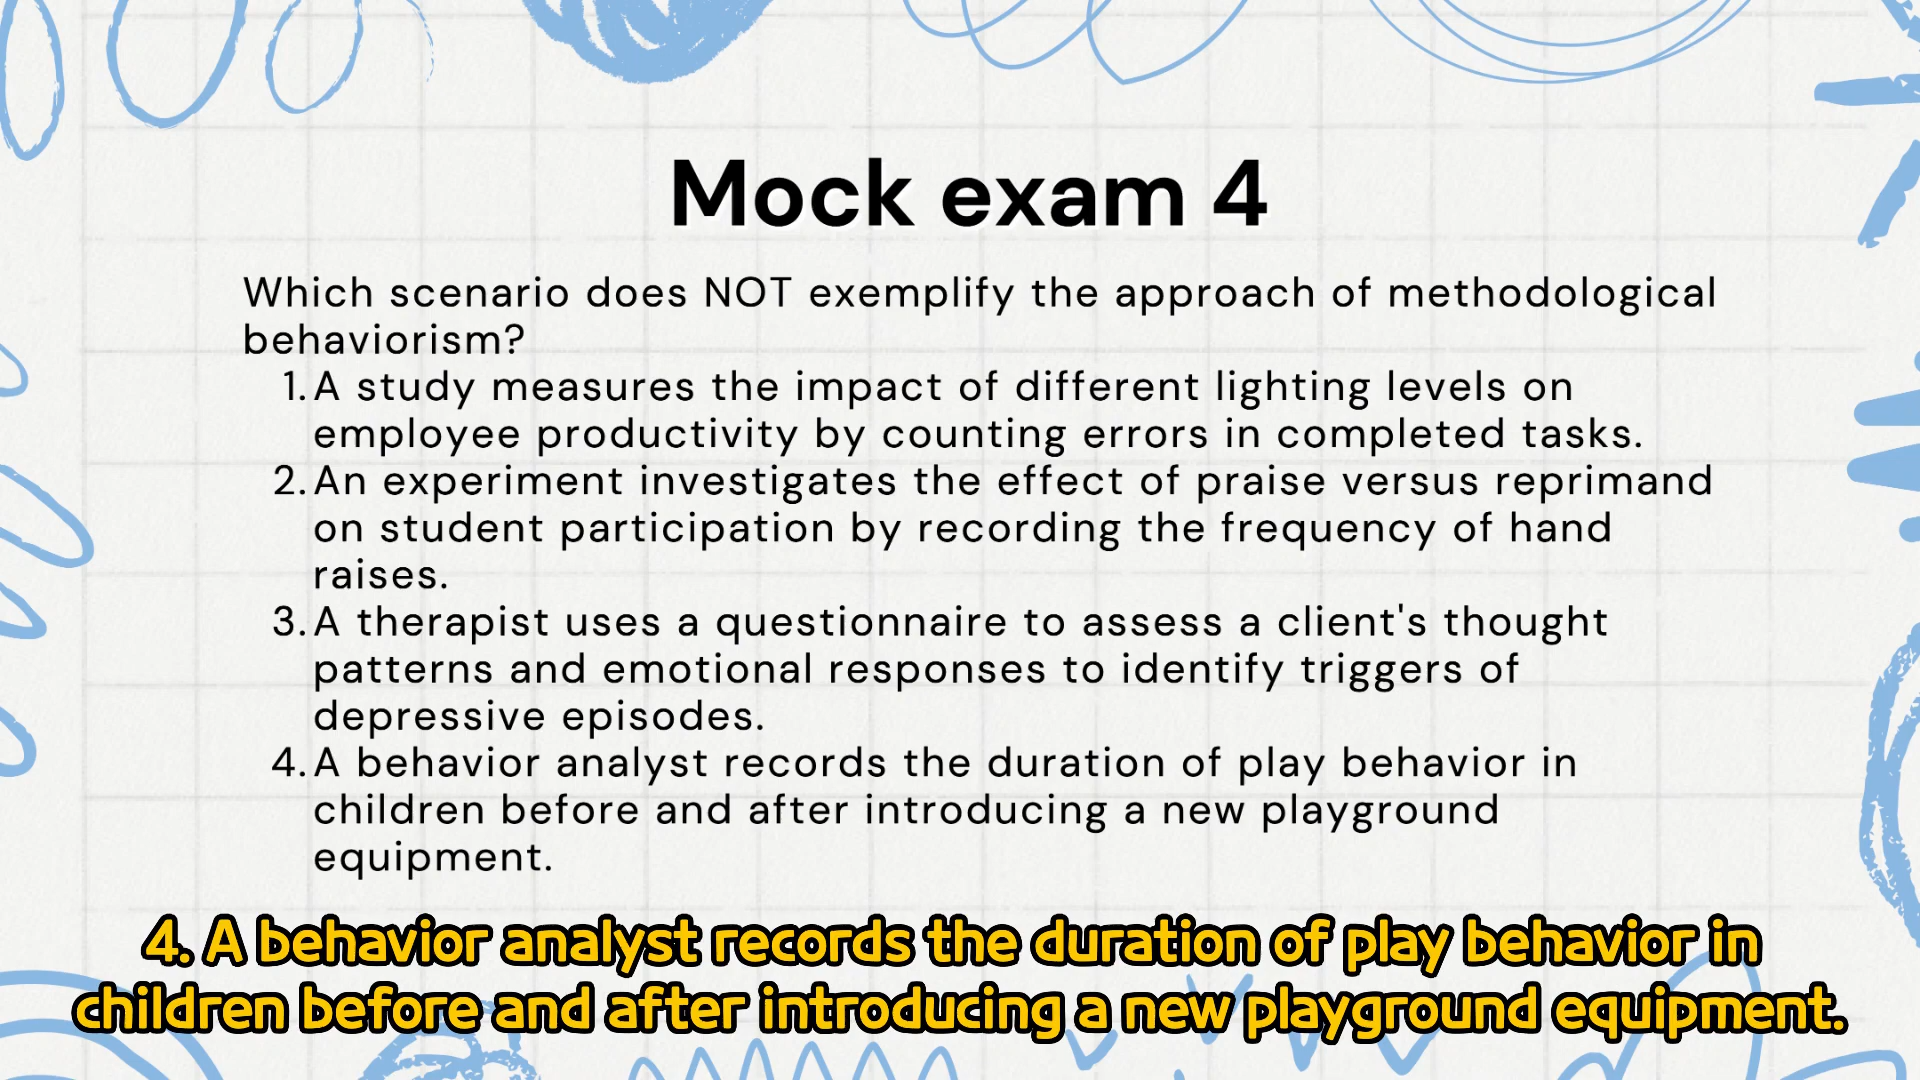 Mock exam 4
Which scenario does NOT exemplify the approach of methodological
behaviorism?
1. A study measures the impact of different lighting levels on
employee productivity by counting errors in completed tasks.
2. An experiment investigates the effect of praise versus reprimand
on student participation by recording the frequency of hand
raises.
3. A therapist uses a questionnaire to assess a client's thought
patterns and emotional responses to identify triggers of
depressive episodes.
4. A behavior analyst records the duration of play behavior in
children before and after introducing a new playground
equipment.
4. A behavior analyst records the duration of play behavior in
children before and after introducing a new playground equipment.